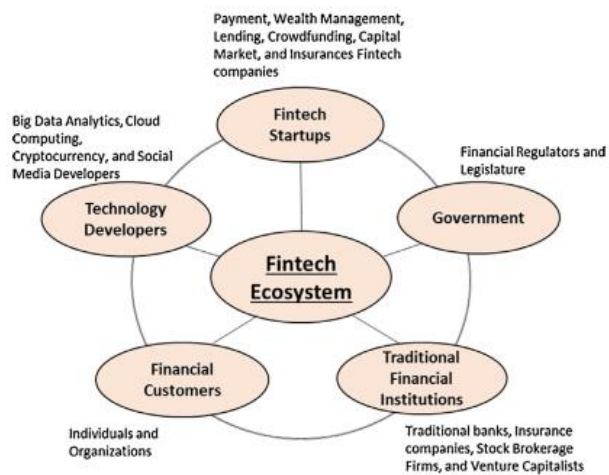 Payment, Wealth Management,
Lending, Crowdfunding, Capital
Market, and Insurances Fintech
companies
Fintech
Startups
Big Data Analytics, Cloud
Computing,
Cryptocurrency, and Social
Media Developers
Technology
Developers
Financial Regulators and
Legislature
Government
Fintech
Ecosystem
Financial
Customers
Individuals and
Organizations
Traditional
Financial
Institutions
Traditional banks, Insurance
companies, Stock Brokerage
Firms, and Venture Capitalists